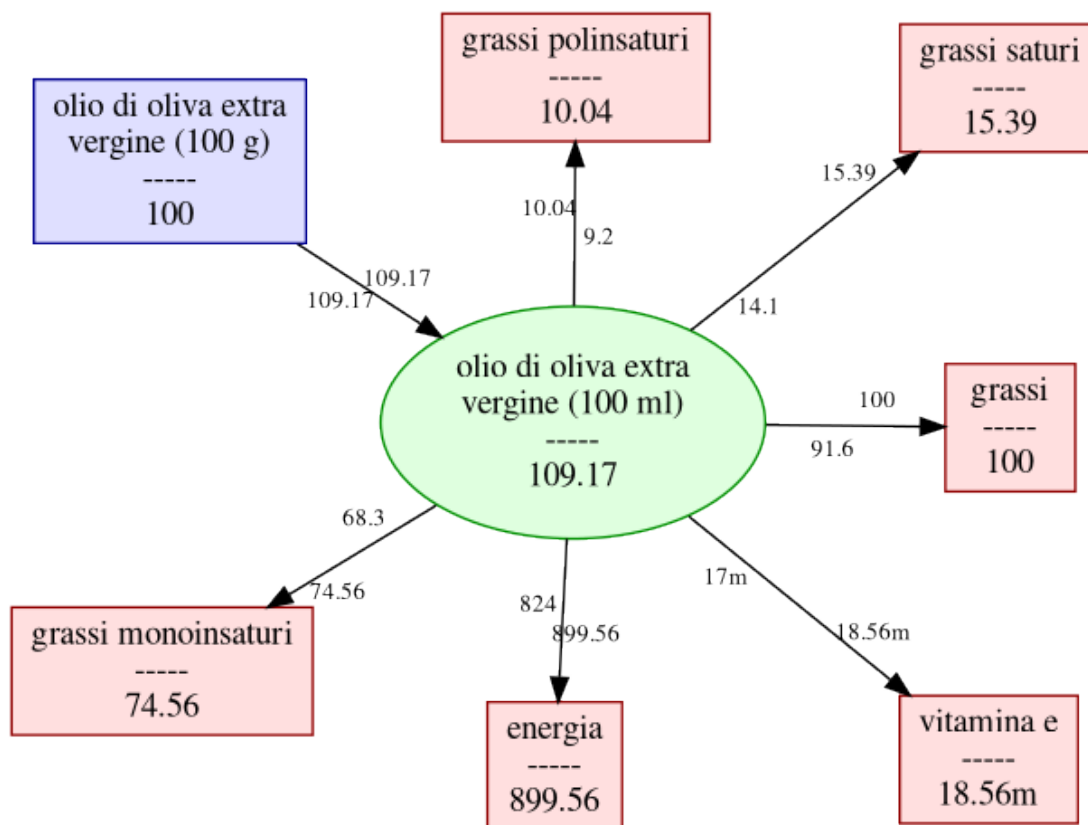 grassi polinsaturi
-----
10.04
grassi saturi
-----
15.39
olio di oliva extra
vergine (100 g)
-----
100
15.39
10.04
9.2
109.17
109.17
14.1
olio di oliva extra
vergine (100 ml)
-----
109.17
grassi
-----
100
100
91.6
68.3
74.56
824
899.56
17m
18.56m
grassi monoinsaturi
-----
74.56
energia
-----
899.56
vitamina e
-----
18.56m